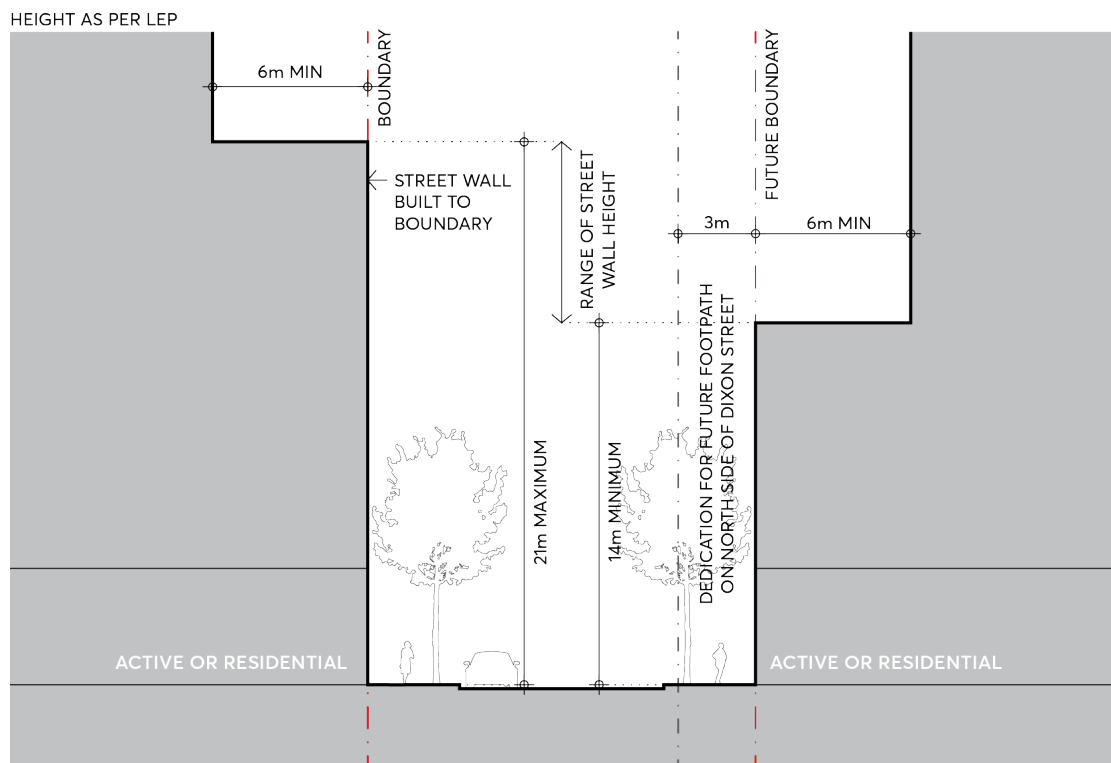 HEIGHT AS PER LEP
6m MIN
BOUNDARY
STREET WALL
BUILT TO
BOUNDARY
RANGE OF STREET
WALL HEIGHT
FUTURE BOUNDARY
3m
6m MIN
21m MAXIMUM
14m MINIMUM
DEDICATION FOR FUTURE FOOTPATH
ON NORTH SIDE OF DIXON STREET
ACTIVE OR RESIDENTIAL
ACTIVE OR RESIDENTIAL